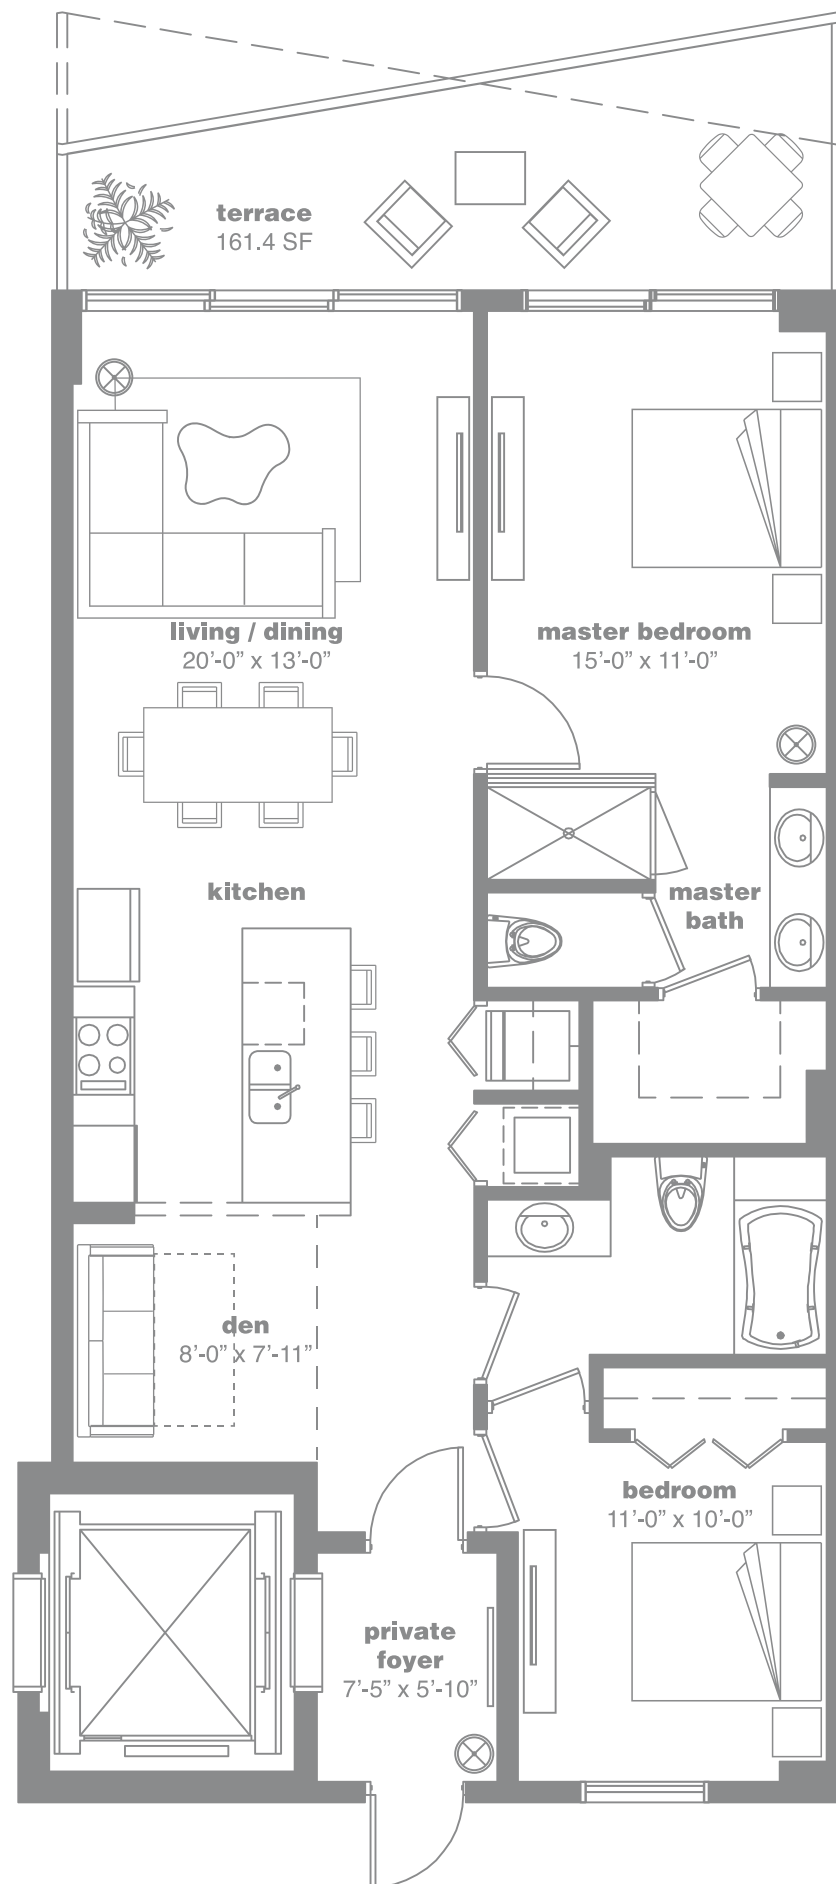 terrace
161.4 SF
living / dining
20’-0” x 13’-0”
master bedroom
15’-0” x 11’-0”
kitchen
master
bath
den
8’-0” x 7’-11”
bedroom
11’-0” x 10’-0”
private
foyer
7’-5” x 5’-10”